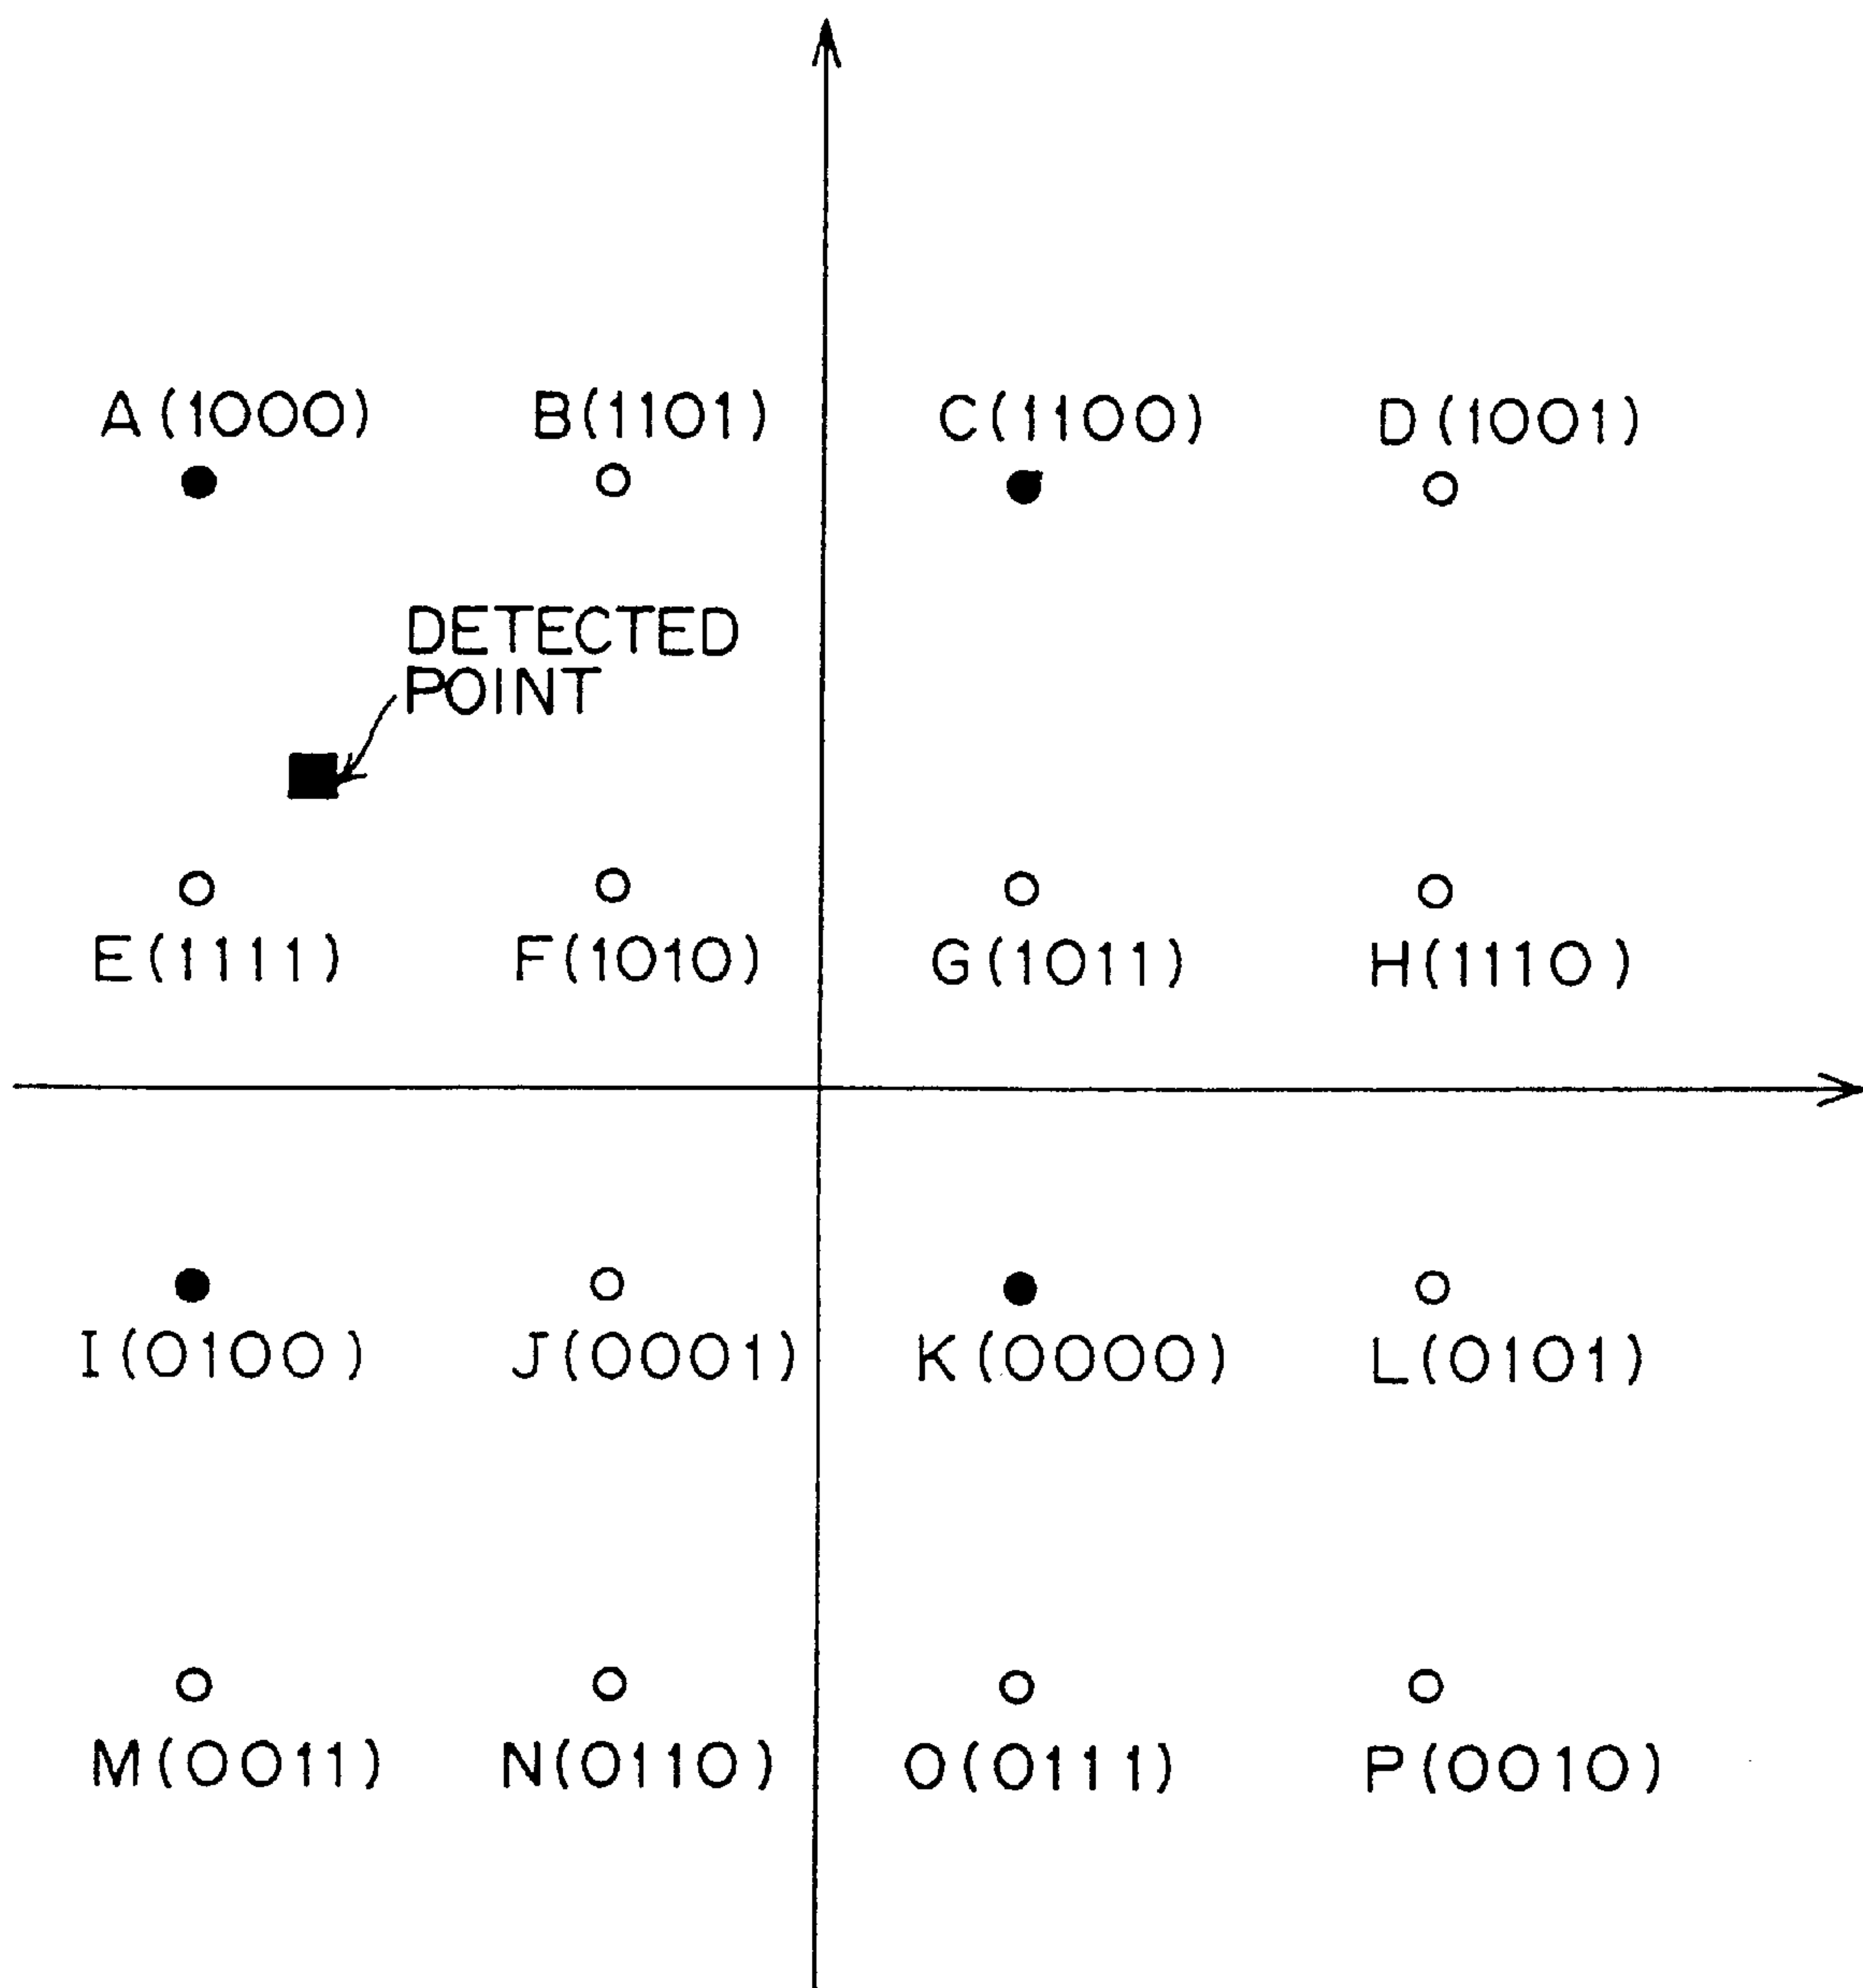 A(1000) B(1101) C(1100) D(1001)
DETECTED
POINT
E(1111) F(1010) G(1011) H(1110)
I(0100) J(0001) K(0000) L(0101)
M(0011) N(0110) O(0111) P(0010)